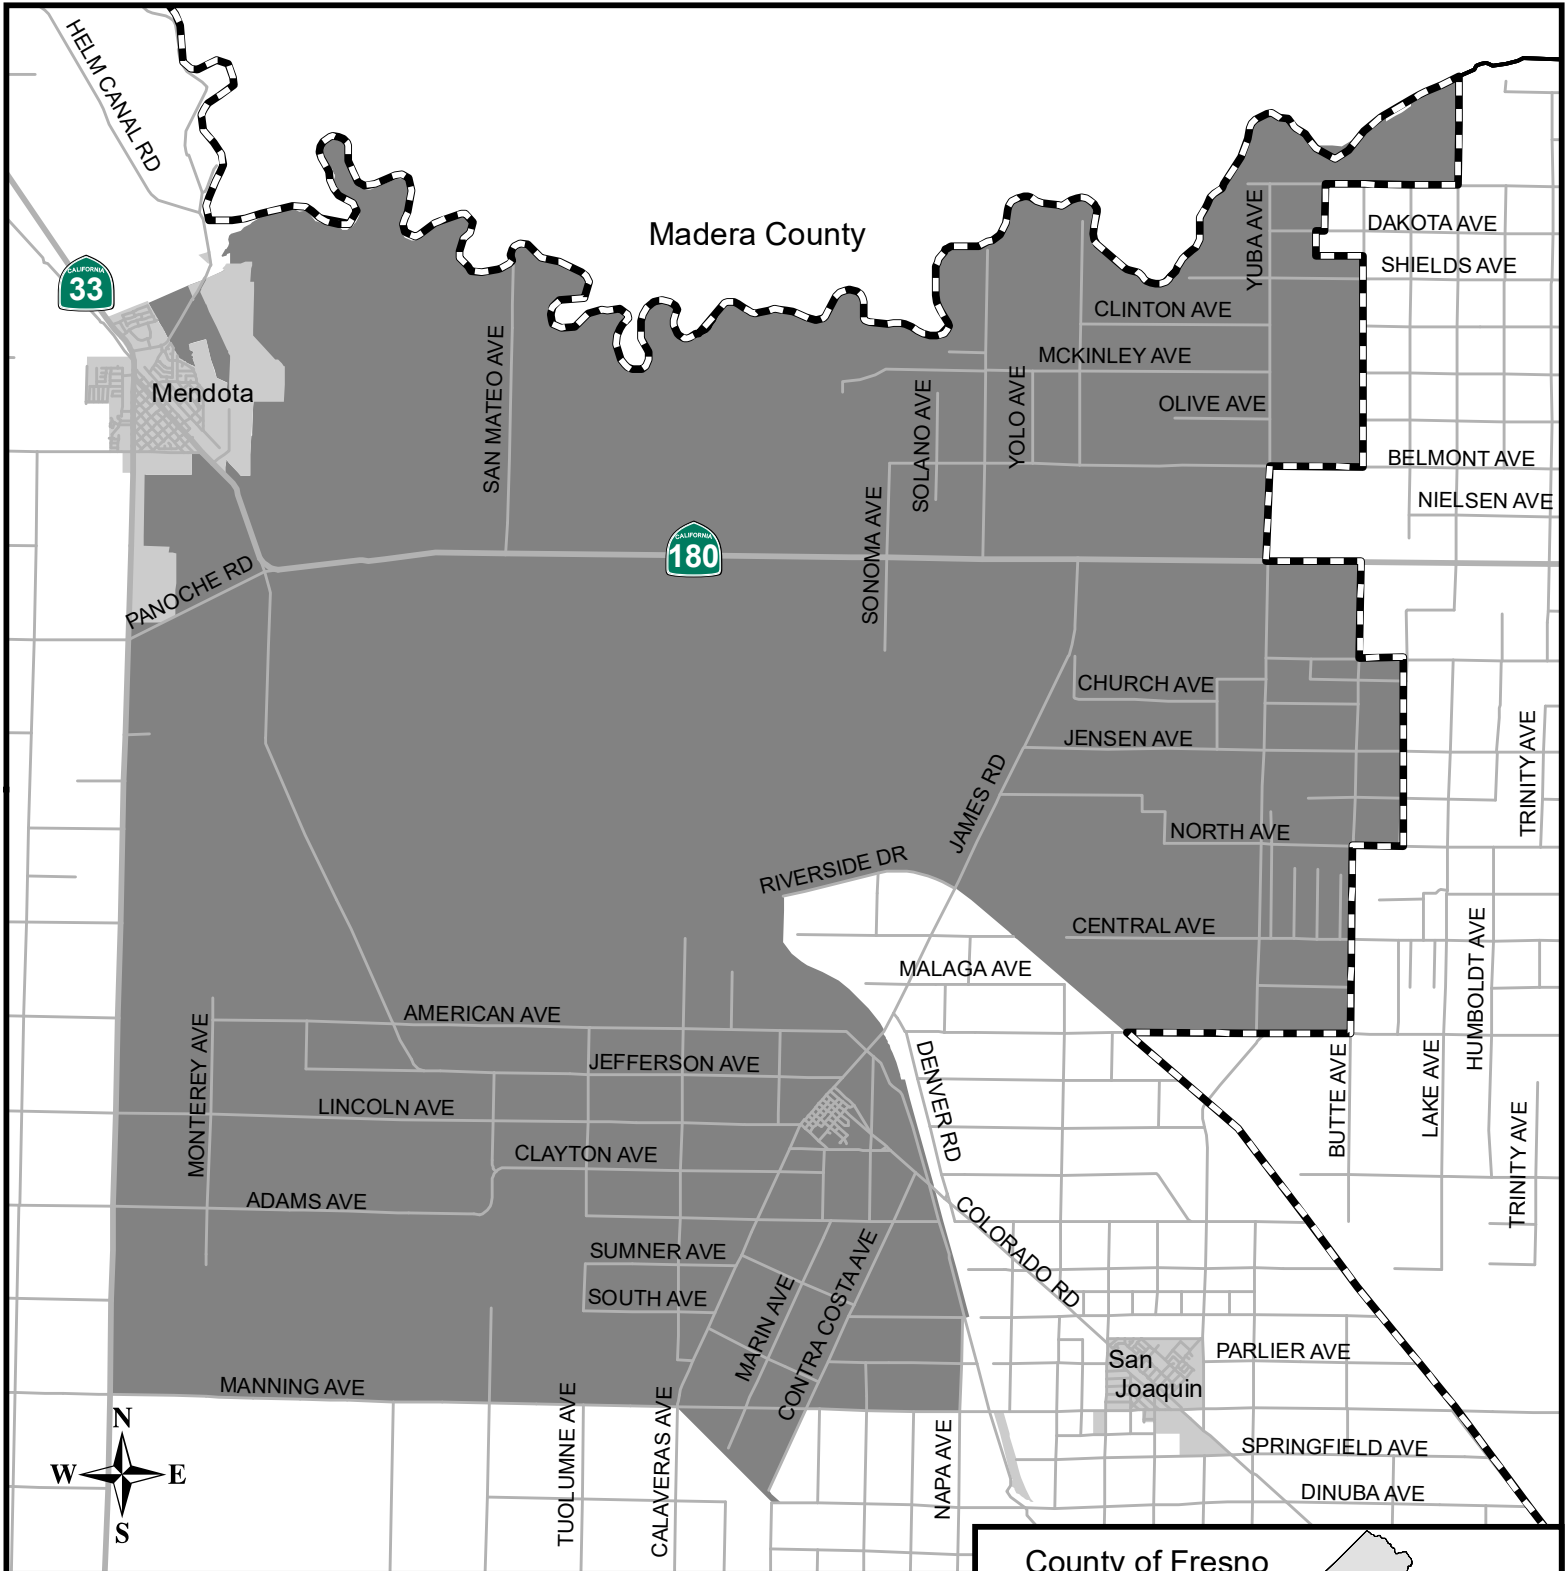 HELM CANAL RD
Madera County
YUBA AVE
DAKOTA AVE
SHIELDS AVE
CALIFORNIA
33
CLINTON AVE
SAN MATEO AVE
MCKINLEY AVE
Mendota
SOLANO AVE
YOLO AVE
OLIVE AVE
BELMONT AVE
NIELSEN AVE
SONOMA AVE
CALIFORNIA
180
PANOCHE RD
CHURCH AVE
JENSEN AVE
TRINITY AVE
JAMES RD
NORTH AVE
RIVERSIDE DR
CENTRAL AVE
HUMBOLDT AVE
MALAGA AVE
AMERICAN AVE
MONTEREY AVE
JEFFERSON AVE
DENVER RD
BUTTE AVE
LAKE AVE
LINCOLN AVE
TRINITY AVE
CLAYTON AVE
ADAMS AVE
COLORADO RD
SUMNER AVE
CONTRA COSTA AVE
SOUTH AVE
MARIN AVE
PARLIER AVE
San
Joaquin
MANNING AVE
TUOLUMNE AVE
CALAVERAS AVE
NAPA AVE
N
W
E
S
SPRINGFIELD AVE
DINUBA AVE
County of Fresno